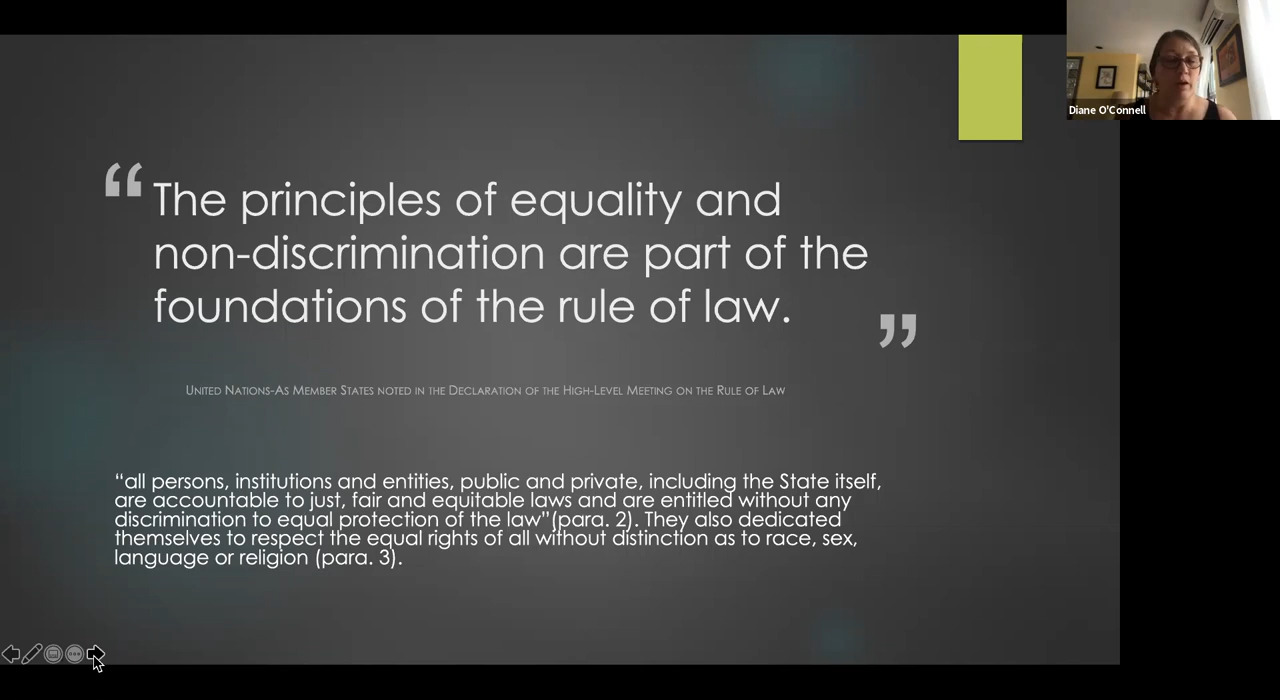 Diane O'Connell
“The principles of equality and
non-discrimination are part of the
foundations of the rule of law.”
United Nations-As Member States noted in the Declaration of the High-Level Meeting on the Rule of Law
“all persons, institutions and entities, public and private, including the State itself,
are accountable to just, fair and equitable laws and are entitled without any
discrimination to equal protection of the law”(para. 2). They also dedicated
themselves to respect the equal rights of all without distinction as to race, sex,
language or religion (para. 3).